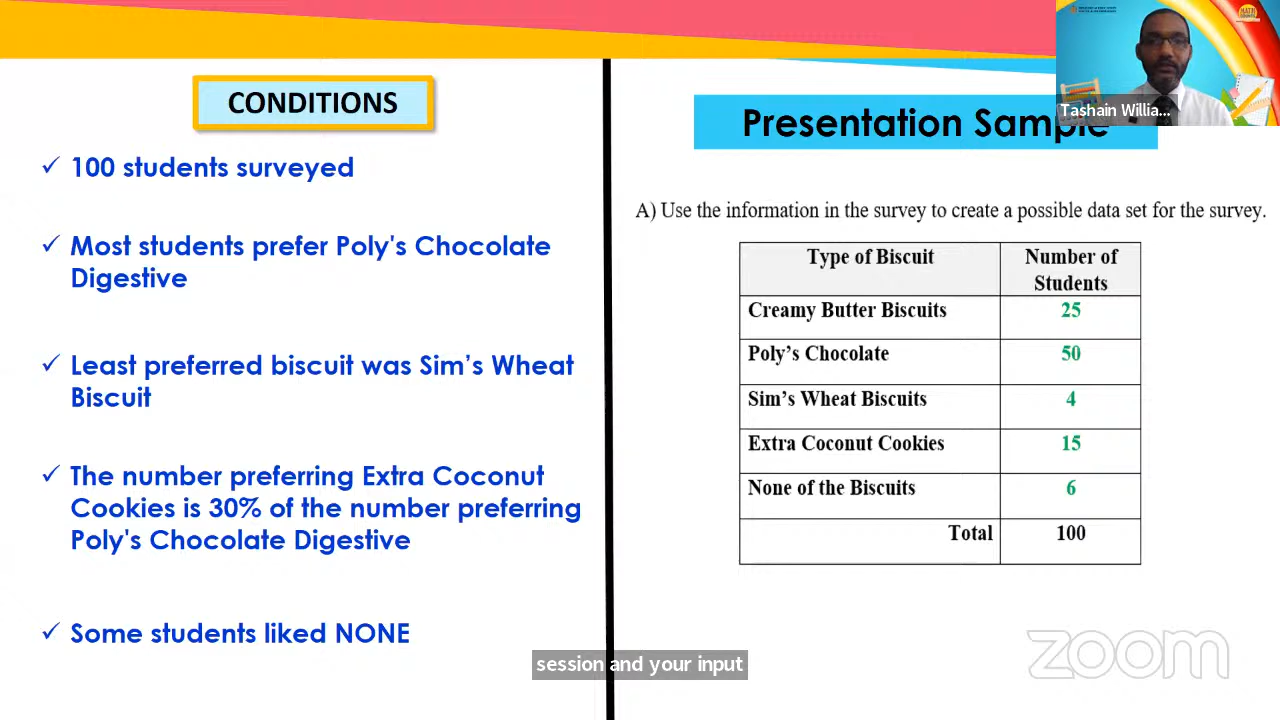 CONDITIONS
✓ 100 students surveyed
✓ Most students prefer Poly's Chocolate
Digestive
✓ Least preferred biscuit was Sim's Wheat
Biscuit
✓ The number preferring Extra Coconut
Cookies is 30% of the number preferring
Poly's Chocolate Digestive
✓ Some students liked NONE
Presentation Sample
Tashain Willia...
A) Use the information in the survey to create a possible data set for the survey.
Type of Biscuit Number of
Students
Creamy Butter Biscuits 25
Poly's Chocolate 50
Sim's Wheat Biscuits 4
Extra Coconut Cookies 15
None of the Biscuits 6
Total 100
session and your input
zoom